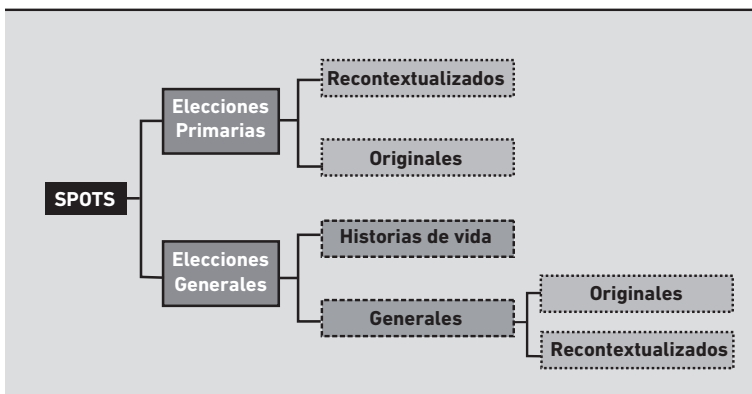 SPOTS
Elecciones
Primarias
Recontextualizados
Originales
Elecciones
Generales
Historias de vida
Generales
Originales
Recontextualizados